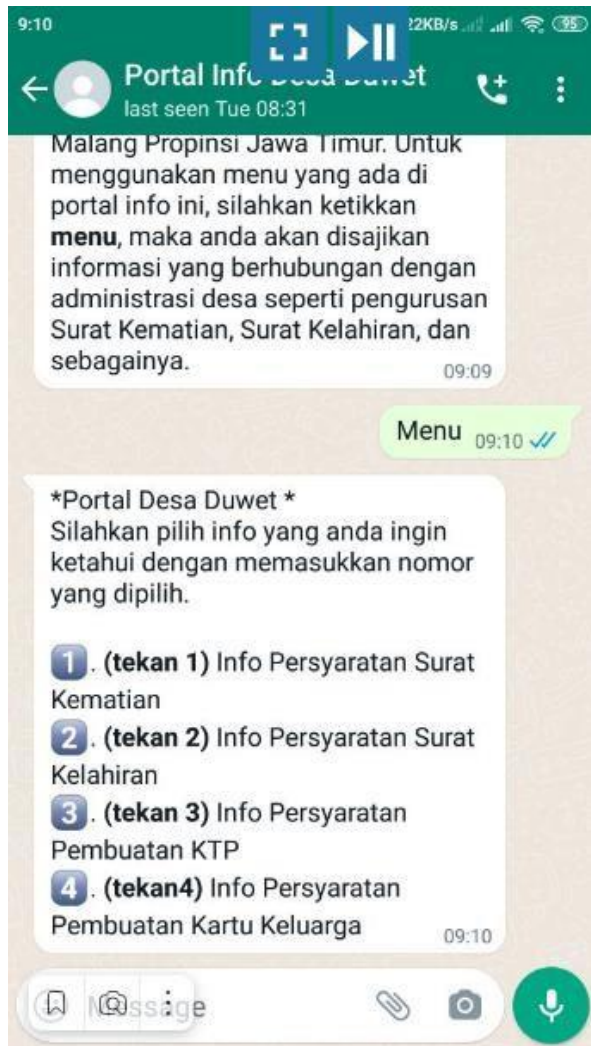 9:10
22KB/s
95
Portal Info Desa Duwet
last seen Tue 08:31
Malang Propinsi Jawa Timur. Untuk
menggunakan menu yang ada di
portal info ini, silahkan ketikkan
menu, maka anda akan disajikan
informasi yang berhubungan dengan
administrasi desa seperti pengurusan
Surat Kematian, Surat Kelahiran, dan
sebagainya.
09:09
Menu 09:10
*Portal Desa Duwet *
Silahkan pilih info yang anda ingin
ketahui dengan memasukkan nomor
yang dipilih.
1. (tekan 1) Info Persyaratan Surat
Kematian
2. (tekan 2) Info Persyaratan Surat
Kelahiran
3. (tekan 3) Info Persyaratan
Pembuatan KTP
4. (tekan4) Info Persyaratan
Pembuatan Kartu Keluarga
09:10
Message